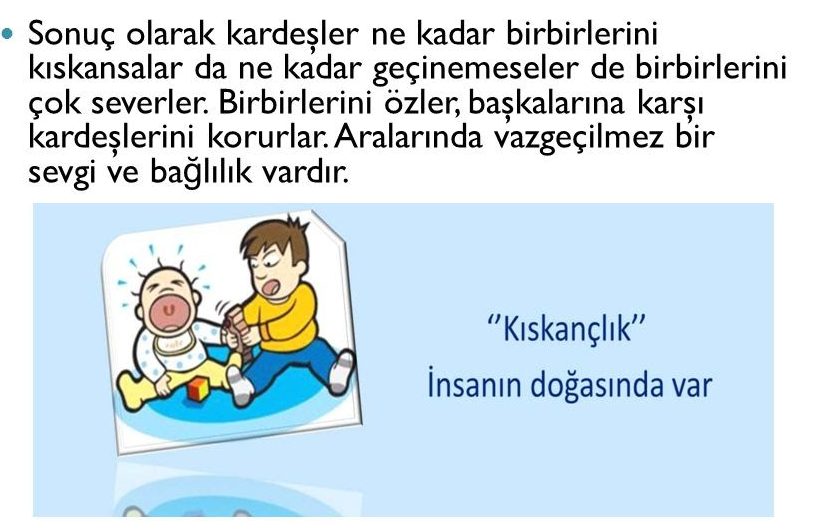 • Sonuç olarak kardeşler ne kadar birbirlerini
kıskansalar da ne kadar geçinemeseler de birbirlerini
çok severler. Birbirlerini özler, başkalarına karşı
kardeşlerini korurlar. Aralarında vazgeçilmez bir
sevgi ve bağlılık vardır.
‘’Kıskançlık’’
İnsanın doğasında var